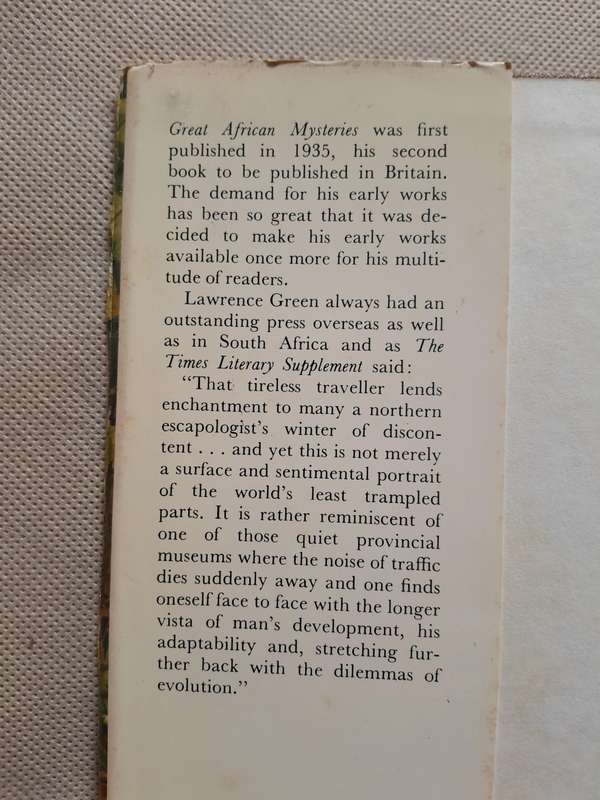 Great African Mysteries was first
published in 1935, his second
book to be published in Britain.
The demand for his early works
has been so great that it was de-
cided to make his early works
available once more for his multi-
tude of readers.
Lawrence Green always had an
outstanding press overseas as well
as in South Africa and as The
Times Literary Supplement said:
“That tireless traveller lends
enchantment to many a northern
escapologist’s winter of discon-
tent . . . and yet this is not merely
a surface and sentimental portrait
of the world’s least trampled
parts. It is rather reminiscent of
one of those quiet provincial
museums where the noise of traffic
dies suddenly away and one finds
oneself face to face with the longer
vista of man’s development, his
adaptability and, stretching fur-
ther back with the dilemmas of
evolution.”